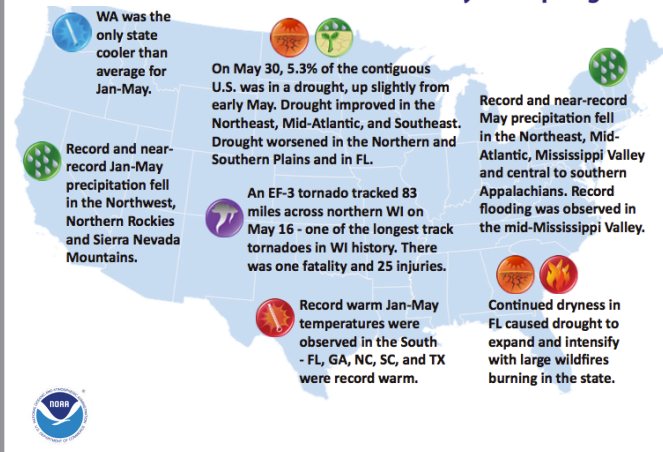 WA was the
only state
cooler than
average for
Jan-May.
On May 30, 5.3% of the contiguous
U.S. was in a drought, up slightly from
early May. Drought improved in the
Northeast, Mid-Atlantic, and Southeast.
Drought worsened in the Northern and
Southern Plains and in FL.
Record and near-record
May precipitation fell
in the Northeast, Mid-
Atlantic, Mississippi Valley
and central to southern
Appalachians. Record
flooding was observed in
the mid-Mississippi Valley.
Record and near-
record Jan-May
precipitation fell
in the Northwest,
Northern Rockies
and Sierra Nevada
Mountains.
An EF-3 tornado tracked 83
miles across northern WI on
May 16 - one of the longest track
tornadoes in WI history. There
was one fatality and 25 injuries.
Record warm Jan-May
temperatures were
observed in the South
- FL, GA, NC, SC, and TX
were record warm.
Continued dryness in
FL caused drought to
expand and intensify
with large wildfires
burning in the state.
NOAA